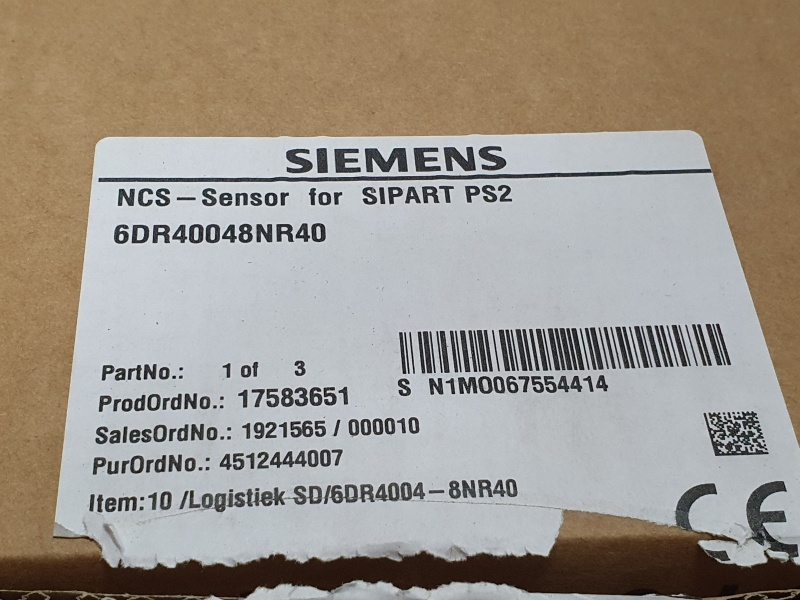 SIEMENS
NCS-Sensor for SIPART PS2
6DR40048NR40
PartNo.: 1 of 3
ProdOrdNo.: 17583651
S N1MO067554414
SalesOrdNo.: 1921565 / 000010
PurOrdNo.: 4512444007
Item:10 /Logistiek SD/6DR4004-8NR40
CE